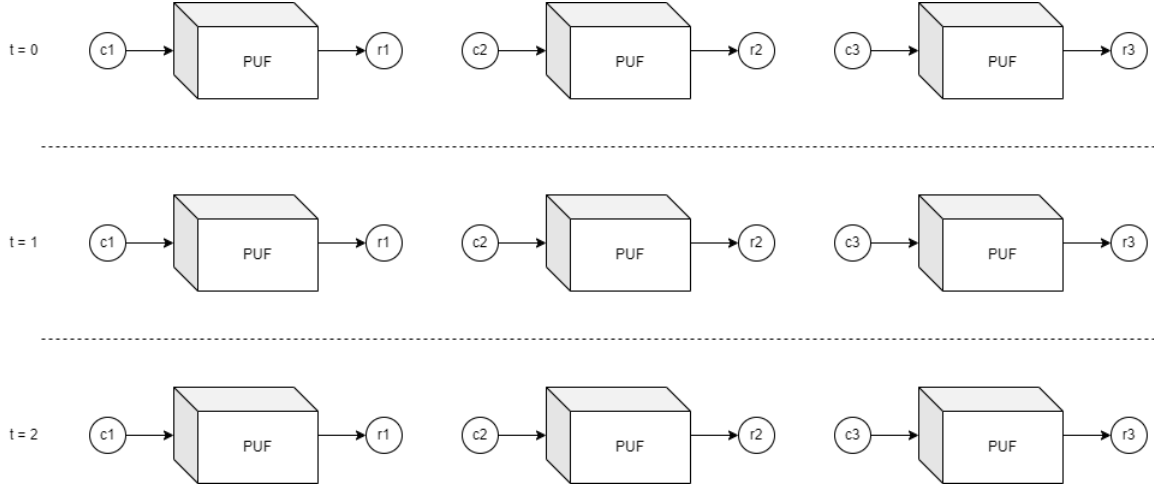 t = 0 c1 PUF r1 c2 PUF r2 c3 PUF r3
t = 1 c1 PUF r1 c2 PUF r2 c3 PUF r3
t = 2 c1 PUF r1 c2 PUF r2 c3 PUF r3